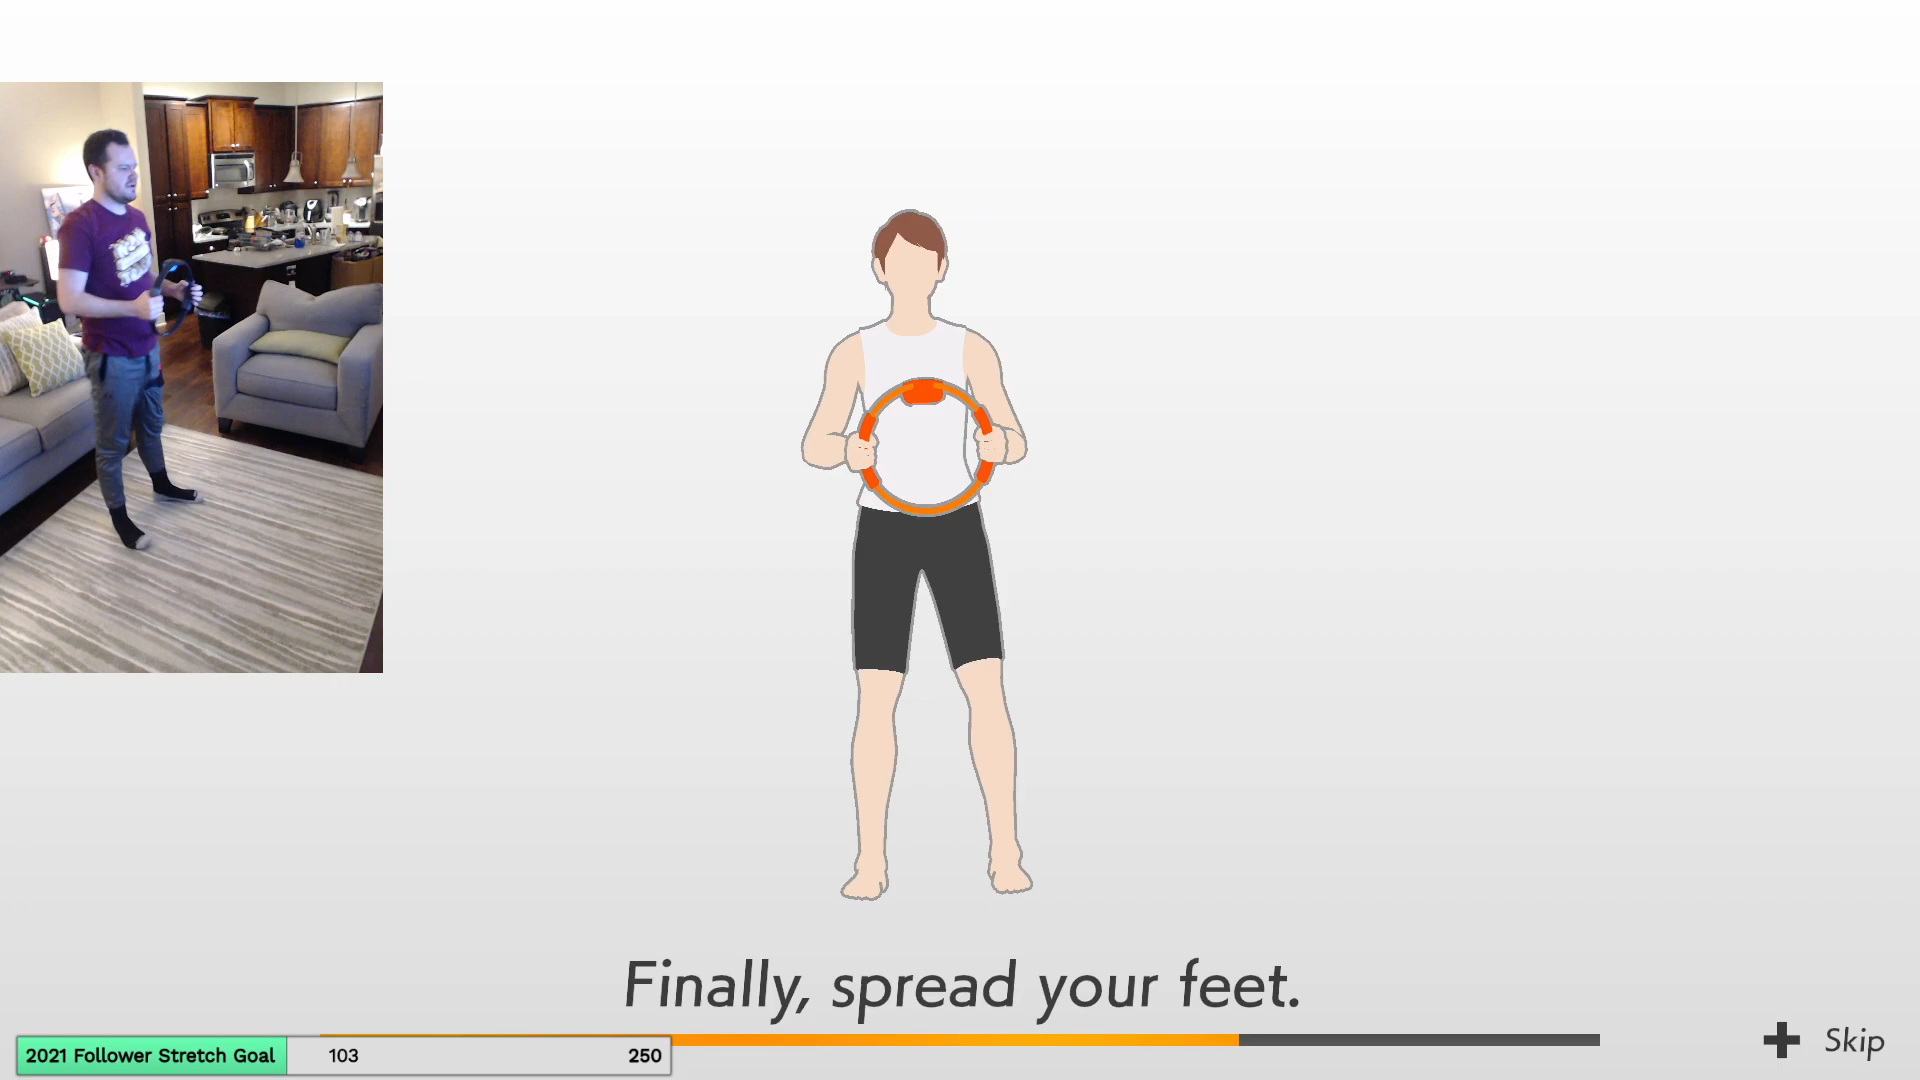 Finally, spread your feet.
2021 Follower Stretch Goal 103 250
Skip